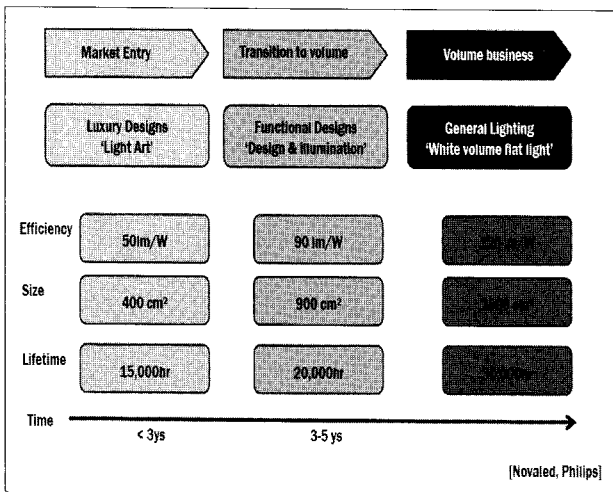 Market Entry
Transition to volume
Volume business
Luxury Designs
'Light Art'
Functional Designs
'Design & Illumination'
General Lighting
'White volume flat light'
Efficiency
50lm/W
90 lm/W
Size
400 cm²
900 cm²
Lifetime
15,000hr
20,000hr
Time
< 3ys
3-5 ys
[Novaled, Philips]